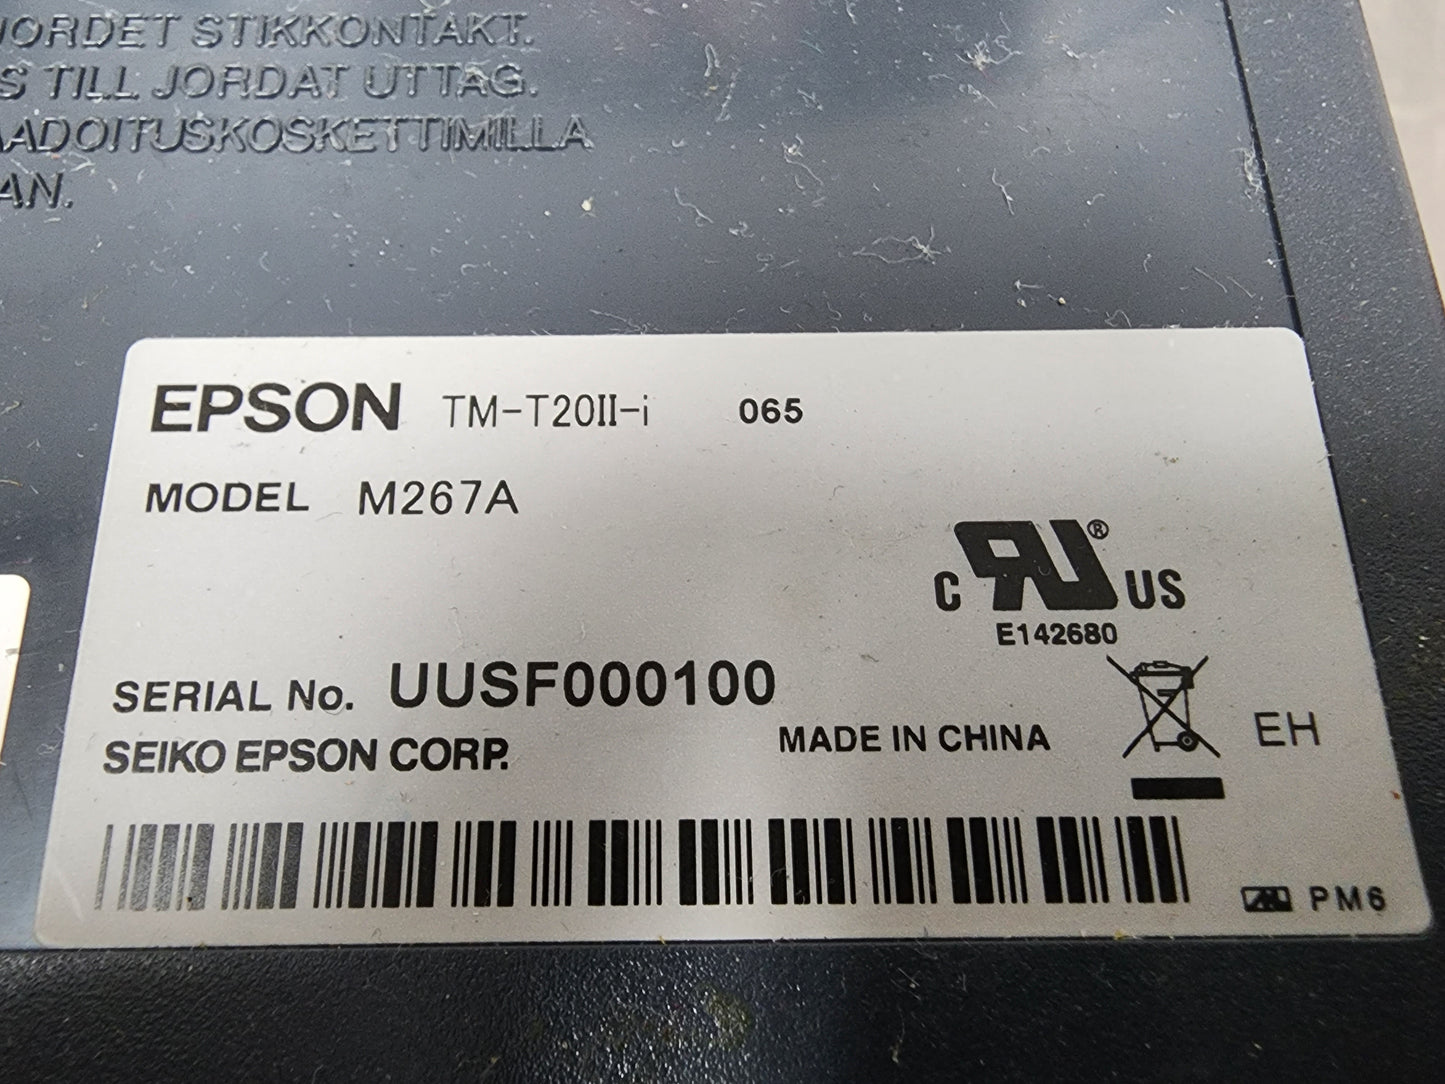 JORDET STIKKONTAKT.
S TILL JORDAT UTTAG.
AADOITUSKOSKETTIMILLA
AN.
EPSON TM-T20II-i 065
MODEL M267A
C RU® US
E142680
SERIAL No. UUSF000100
SEIKO EPSON CORP. MADE IN CHINA
EH
PM6